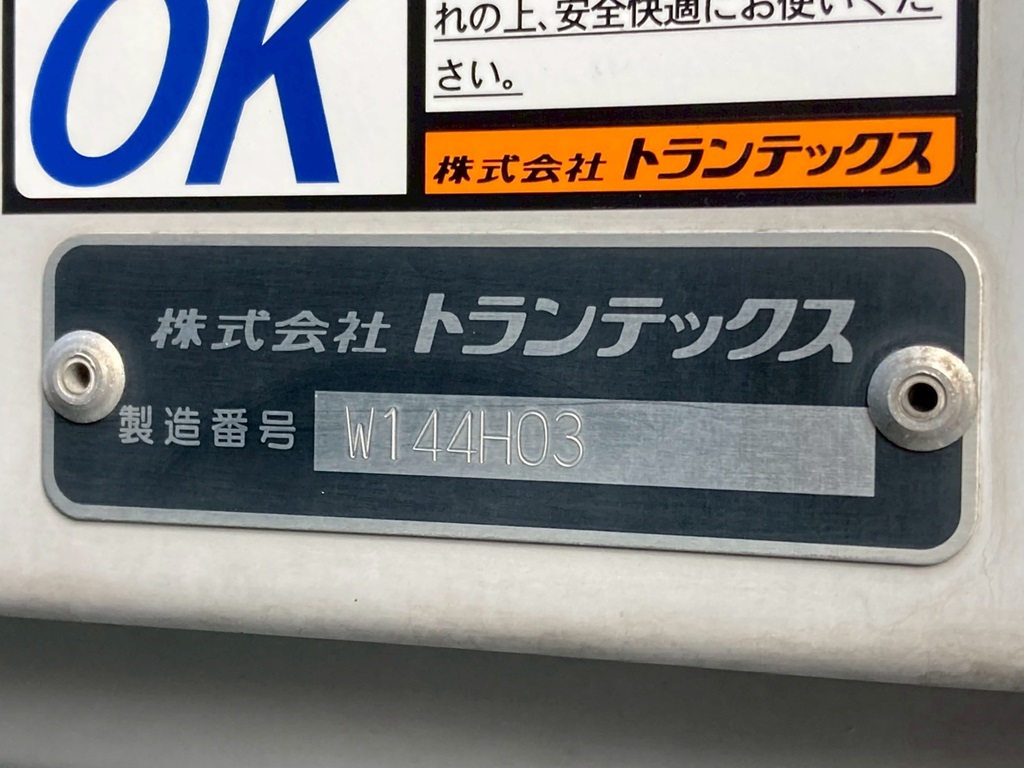 OK
れの上、安全快適にお使いくだ
さい。
株式会社 トランテックス
株式会社 トランテックス
製造番号 W144H03